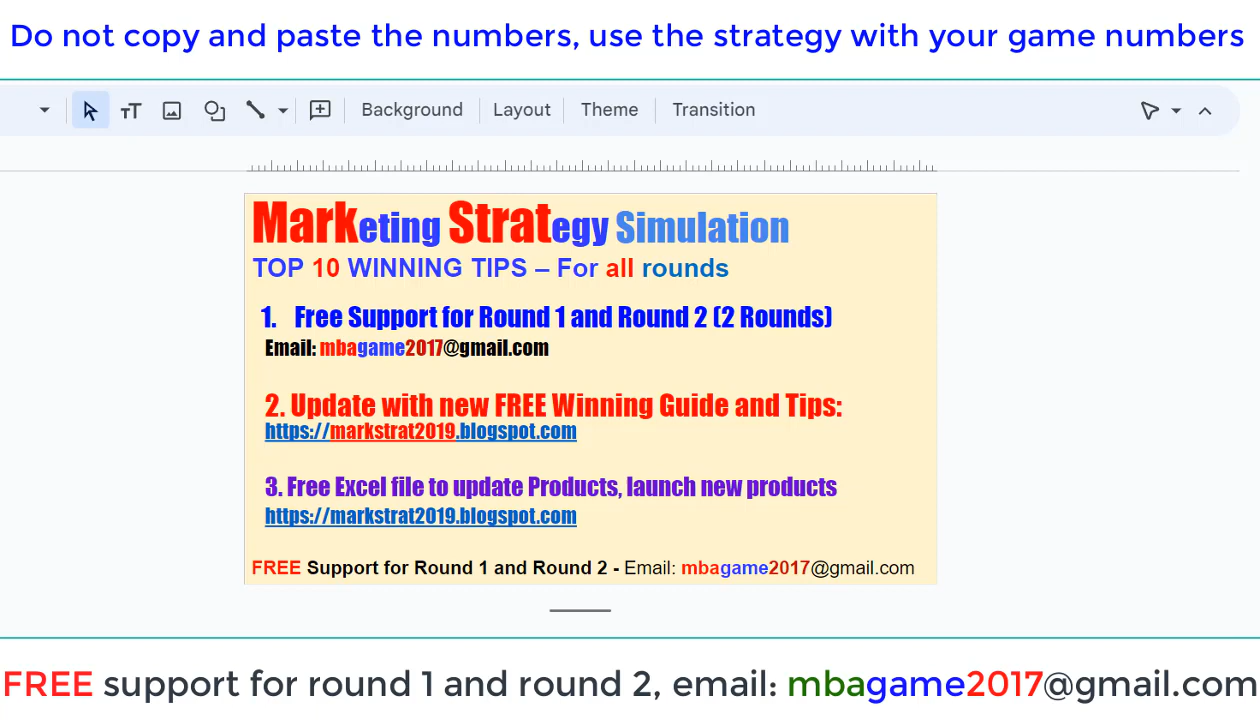 Do not copy and paste the numbers, use the strategy with your game numbers
Background Layout Theme Transition
Marketing Strategy Simulation
TOP 10 WINNING TIPS – For all rounds
1. Free Support for Round 1 and Round 2 (2 Rounds)
Email: mbagame2017@gmail.com
2. Update with new FREE Winning Guide and Tips:
https://markstrat2019.blogspot.com
3. Free Excel file to update Products, launch new products
https://markstrat2019.blogspot.com
FREE Support for Round 1 and Round 2 - Email: mbagame2017@gmail.com
FREE support for round 1 and round 2, email: mbagame2017@gmail.com